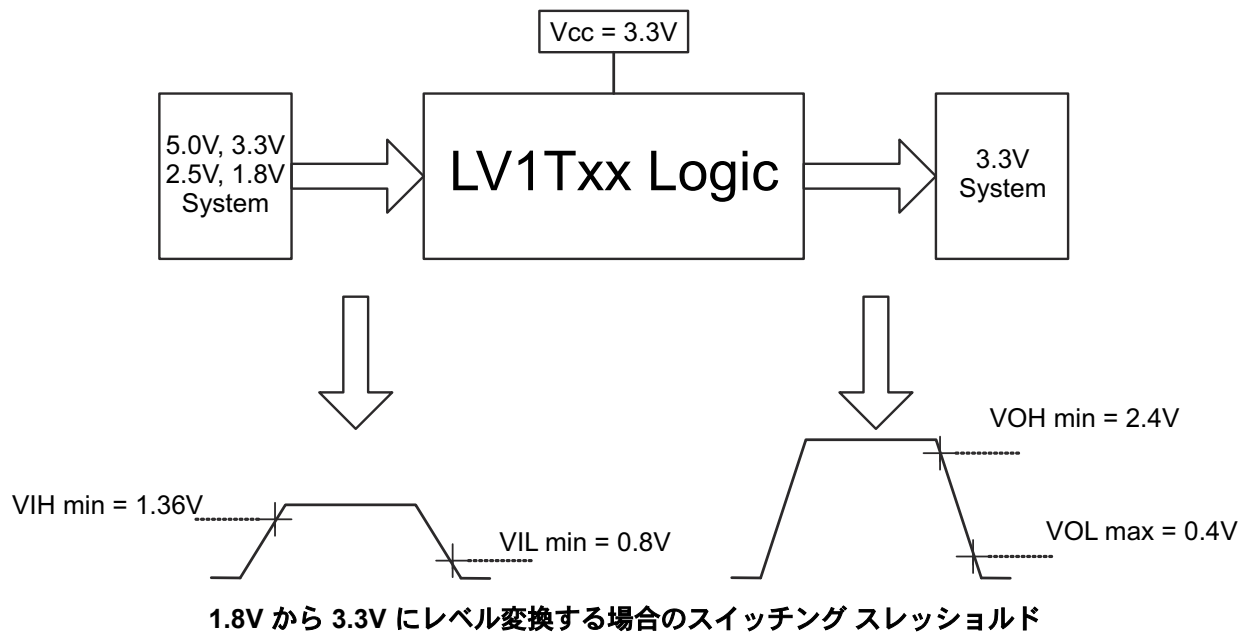 Vcc = 3.3V
5.0V, 3.3V
2.5V, 1.8V
System
LV1Txx Logic
3.3V
System
VIH min = 1.36V
VIL min = 0.8V
VOH min = 2.4V
VOL max = 0.4V
1.8V から 3.3V にレベル変換する場合のスイッチング スレッショルド